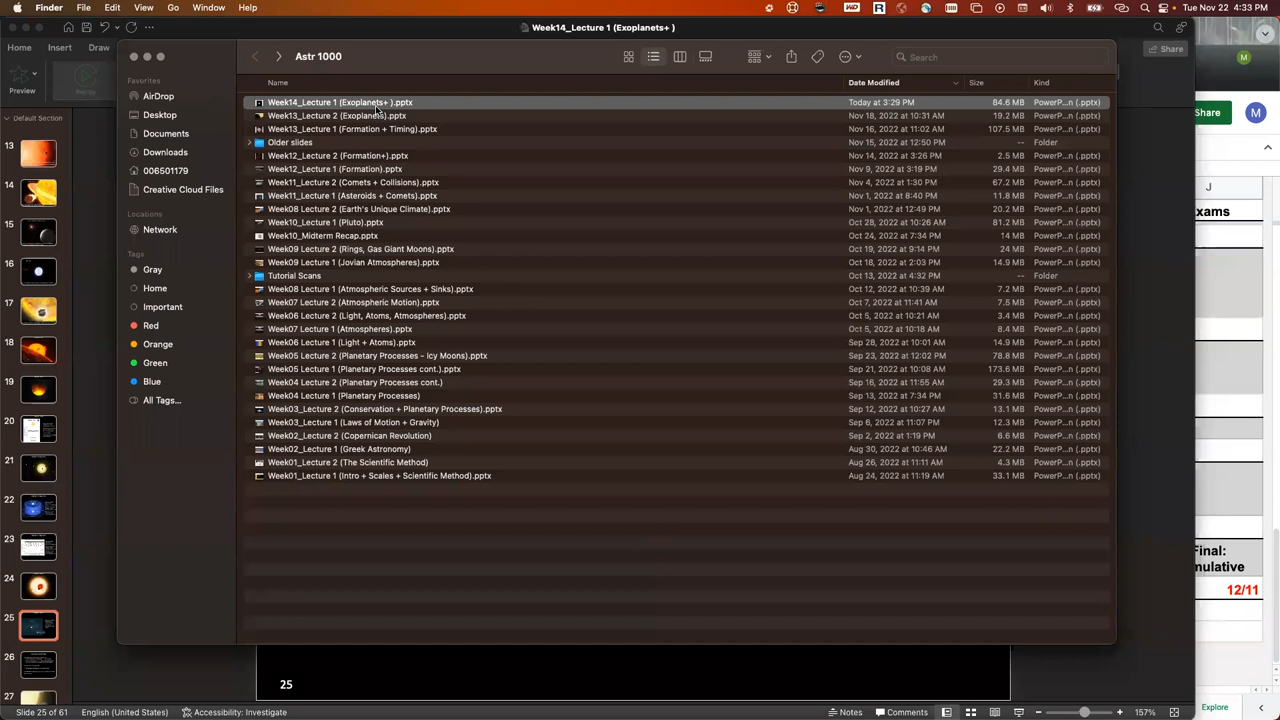 Finder File Edit View Go Window Help
Tue Nov 22 4:33 PM
Week14_Lecture 1 (Exoplanets+ )
Home Insert Draw
Share
Preview
Replay
Default Section
Astr 1000
Search
Favorites
AirDrop
Desktop
Documents
Downloads
066501179
Creative Cloud Files
Locations
Network
Tags
Gray
Home
Important
Red
Orange
Green
Blue
All Tags...
Name Date Modified Size Kind
Week14_Lecture 1 (Exoplanets+ ).pptx Today at 3:29 PM 84.6 MB PowerP...n (.pptx)
Week13_Lecture 2 (Exoplanets).pptx Nov 18, 2022 at 10:31 AM 19.2 MB PowerP...n (.pptx)
Week13_Lecture 1 (Formation + Timing).pptx Nov 16, 2022 at 11:02 AM 107.5 MB PowerP...n (.pptx)
Older slides Nov 15, 2022 at 12:50 PM -- Folder
Week12_Lecture 2 (Formation+).pptx Nov 14, 2022 at 3:26 PM 2.5 MB PowerP...n (.pptx)
Week12_Lecture 1 (Formation).pptx Nov 9, 2022 at 3:19 PM 29.4 MB PowerP...n (.pptx)
Week11_Lecture 2 (Comets + Collisions).pptx Nov 4, 2022 at 1:30 PM 67.2 MB PowerP...n (.pptx)
Week11_Lecture 1 (Asteroids + Comets).pptx Nov 1, 2022 at 8:40 PM 11.8 MB PowerP...n (.pptx)
Week08 Lecture 2 (Earth's Unique Climate).pptx Nov 1, 2022 at 12:49 PM 20.2 MB PowerP...n (.pptx)
Week10_Lecture 1 (Pluto).pptx Oct 28, 2022 at 10:26 AM 81.2 MB PowerP...n (.pptx)
Week10_Midterm Recap.pptx Oct 24, 2022 at 7:34 PM 14 MB PowerP...n (.pptx)
Week09 Lecture 2 (Rings, Gas Giant Moons).pptx Oct 19, 2022 at 9:14 PM 24 MB PowerP...n (.pptx)
Week09 Lecture 1 (Jovian Atmospheres).pptx Oct 18, 2022 at 2:03 PM 14.9 MB PowerP...n (.pptx)
Tutorial Scans Oct 13, 2022 at 4:32 PM -- Folder
Week08 Lecture 1 (Atmospheric Sources + Sinks).pptx Oct 12, 2022 at 10:39 AM 7.2 MB PowerP...n (.pptx)
Week07 Lecture 2 (Atmospheric Motion).pptx Oct 7, 2022 at 11:41 AM 7.5 MB PowerP...n (.pptx)
Week06 Lecture 2 (Light, Atoms, Atmospheres).pptx Oct 5, 2022 at 10:21 AM 3.4 MB PowerP...n (.pptx)
Week07 Lecture 1 (Atmospheres).pptx Oct 5, 2022 at 10:18 AM 8.4 MB PowerP...n (.pptx)
Week06 Lecture 1 (Light + Atoms).pptx Sep 28, 2022 at 10:01 AM 14.9 MB PowerP...n (.pptx)
Week05 Lecture 2 (Planetary Processes - Icy Moons).pptx Sep 23, 2022 at 12:02 PM 78.8 MB PowerP...n (.pptx)
Week05 Lecture 1 (Planetary Processes cont.).pptx Sep 21, 2022 at 10:08 AM 173.6 MB PowerP...n (.pptx)
Week04 Lecture 2 (Planetary Processes cont.) Sep 16, 2022 at 11:55 AM 29.3 MB PowerP...n (.pptx)
Week04 Lecture 1 (Planetary Processes) Sep 13, 2022 at 7:34 PM 31.6 MB PowerP...n (.pptx)
Week03_Lecture 2 (Conservation + Planetary Processes).pptx Sep 12, 2022 at 10:27 AM 13.1 MB PowerP...n (.pptx)
Week03_Lecture 1 (Laws of Motion + Gravity) Sep 6, 2022 at 11:07 PM 12.3 MB PowerP...n (.pptx)
Week02_Lecture 2 (Copernican Revolution) Sep 2, 2022 at 1:19 PM 6.6 MB PowerP...n (.pptx)
Week02_Lecture 1 (Greek Astronomy) Aug 30, 2022 at 10:46 AM 22.2 MB PowerP...n (.pptx)
Week01_Lecture 2 (The Scientific Method) Aug 26, 2022 at 11:11 AM 4.3 MB PowerP...n (.pptx)
Week01_Lecture 1 (Intro + Scales + Scientific Method).pptx Aug 24, 2022 at 11:19 AM 33.1 MB PowerP...n (.pptx)
13
14
15
16
17
18
19
20
21
22
23
24
25
26
27
25
M
hare
M
J
xams
Final:
mulative
12/11
Explore
Slide 25 of 61 English (United States) Accessibility: Investigate Notes Comments 157%